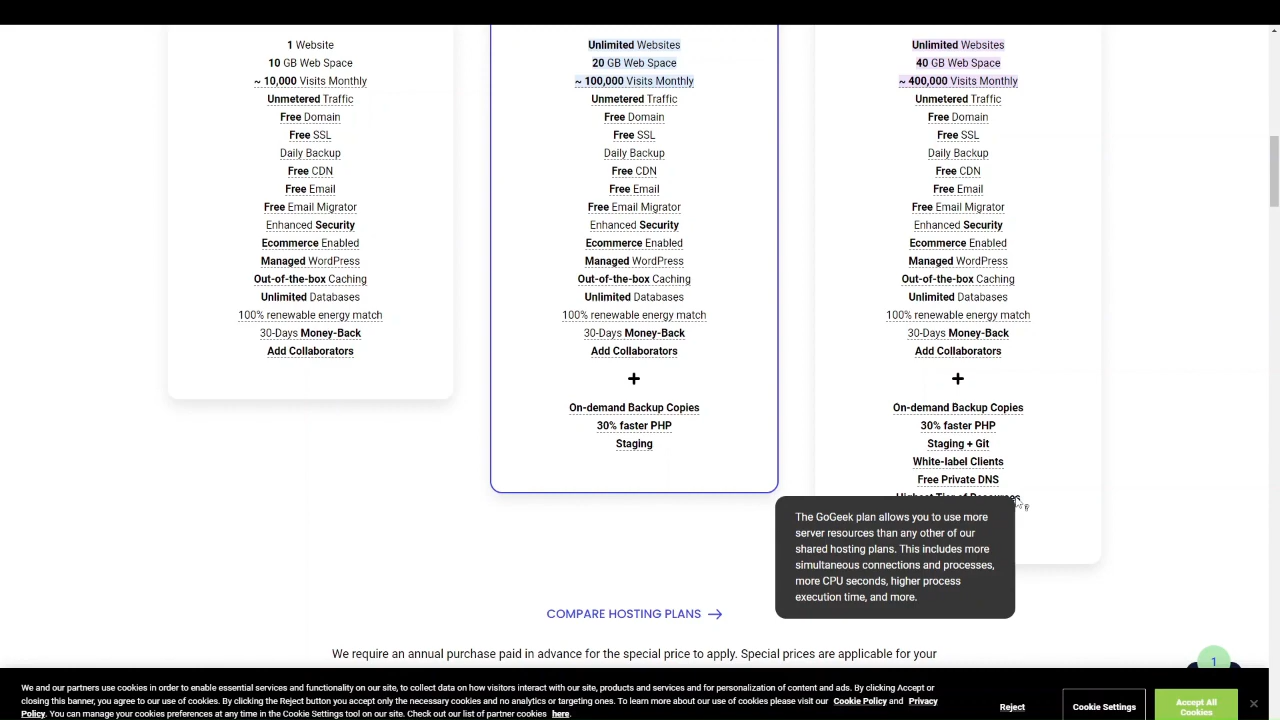 1 Website
10 GB Web Space
~ 10,000 Visits Monthly
Unmetered Traffic
Free Domain
Free SSL
Daily Backup
Free CDN
Free Email
Free Email Migrator
Enhanced Security
Ecommerce Enabled
Managed WordPress
Out-of-the-box Caching
Unlimited Databases
100% renewable energy match
30-Days Money-Back
Add Collaborators
Unlimited Websites
20 GB Web Space
~ 100,000 Visits Monthly
Unmetered Traffic
Free Domain
Free SSL
Daily Backup
Free CDN
Free Email
Free Email Migrator
Enhanced Security
Ecommerce Enabled
Managed WordPress
Out-of-the-box Caching
Unlimited Databases
100% renewable energy match
30-Days Money-Back
Add Collaborators
+
On-demand Backup Copies
30% faster PHP
Staging
Unlimited Websites
40 GB Web Space
~ 400,000 Visits Monthly
Unmetered Traffic
Free Domain
Free SSL
Daily Backup
Free CDN
Free Email
Free Email Migrator
Enhanced Security
Ecommerce Enabled
Managed WordPress
Out-of-the-box Caching
Unlimited Databases
100% renewable energy match
30-Days Money-Back
Add Collaborators
+
On-demand Backup Copies
30% faster PHP
Staging + Git
White-label Clients
Free Private DNS
Highest Tier of Resources
The GoGeek plan allows you to use more
server resources than any other of our
shared hosting plans. This includes more
simultaneous connections and processes,
more CPU seconds, higher process
execution time, and more.
COMPARE HOSTING PLANS →
We require an annual purchase paid in advance for the special price to apply. Special prices are applicable for your
1
We and our partners use cookies in order to enable essential services and functionality on our site, to collect data on how visitors interact with our site, products and services and for personalization of content and ads. By clicking Accept or
closing this banner, you agree to our use of cookies. By clicking the Reject button you accept only the necessary cookies and no analytics or targeting ones. To learn more about our use of cookies please visit our Cookie Policy and Privacy
Policy. You can manage your cookies preferences at any time in the Cookie Settings tool on our site. Check out our list of partner cookies here.
Reject
Cookie Settings
Accept All
Cookies